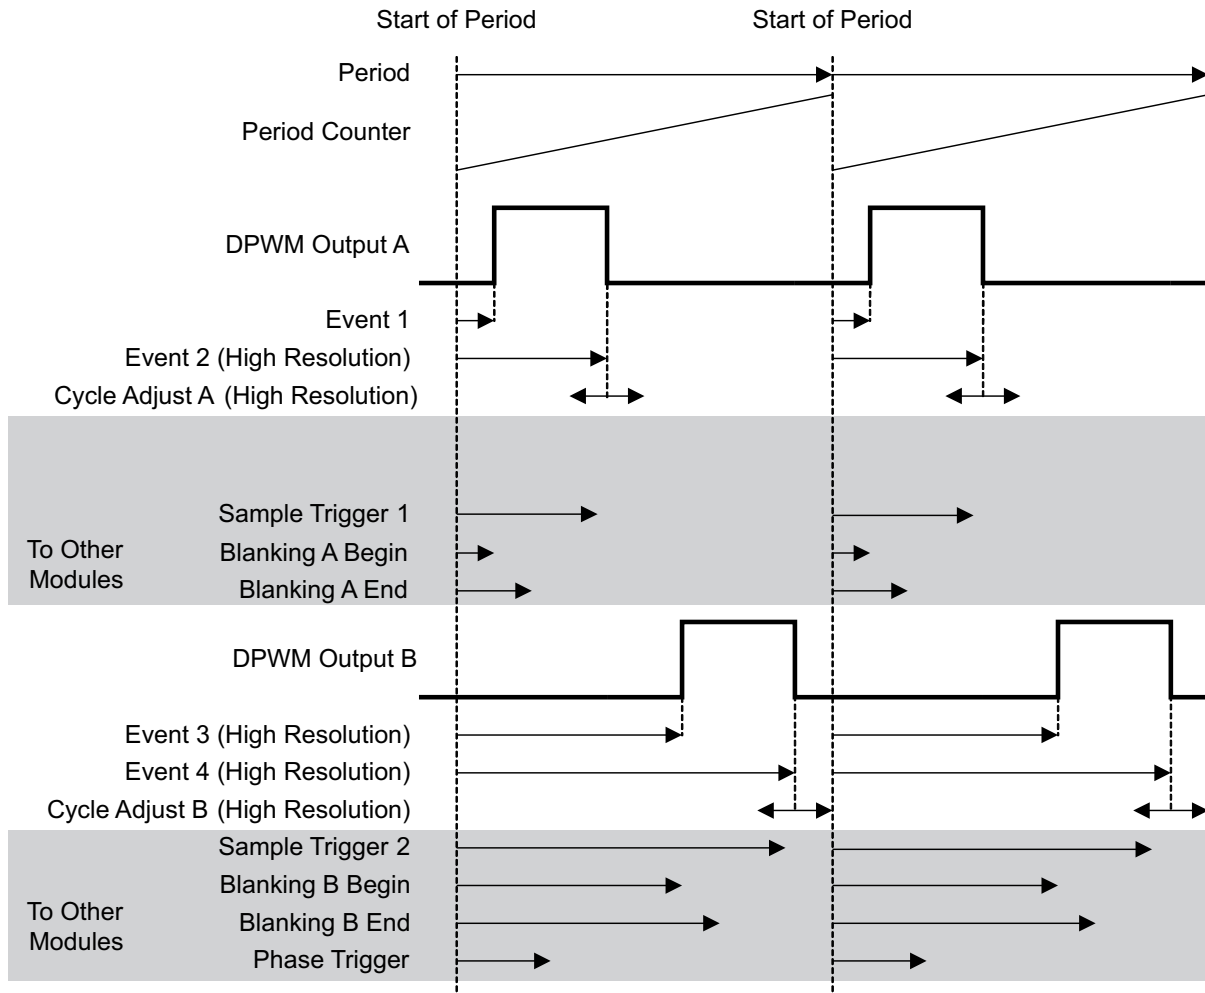 Start of Period
Start of Period
Period
Period Counter
DPWM Output A
Event 1
Event 2 (High Resolution)
Cycle Adjust A (High Resolution)
To Other
Modules
Sample Trigger 1
Blanking A Begin
Blanking A End
DPWM Output B
Event 3 (High Resolution)
Event 4 (High Resolution)
Cycle Adjust B (High Resolution)
To Other
Modules
Sample Trigger 2
Blanking B Begin
Blanking B End
Phase Trigger